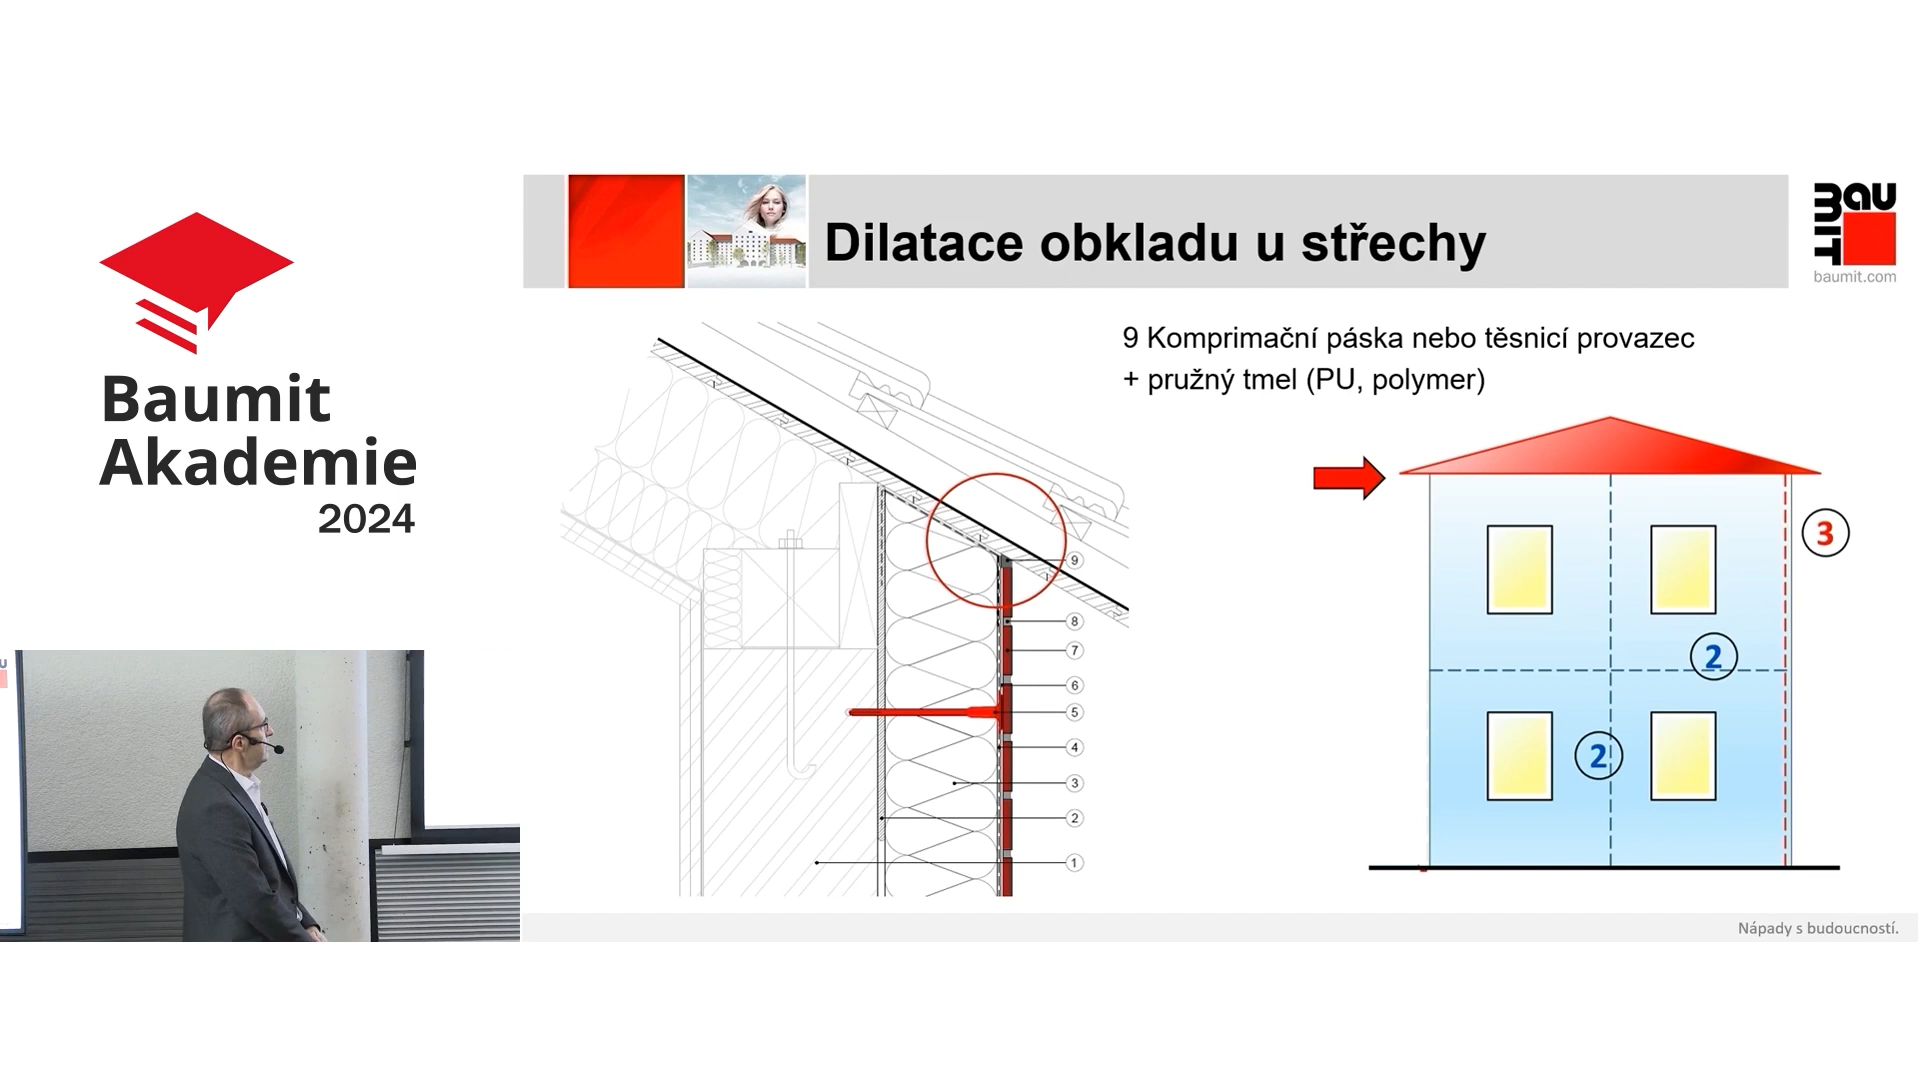 Baumit
Akademie
2024
Dilatace obkladu u střechy
bauMIT
baumit.com
9 Komprimační páska nebo těsnicí provazec
+ pružný tmel (PU, polymer)
9
8
7
6
5
4
3
2
1
3
2
2
Nápady s budoucností.